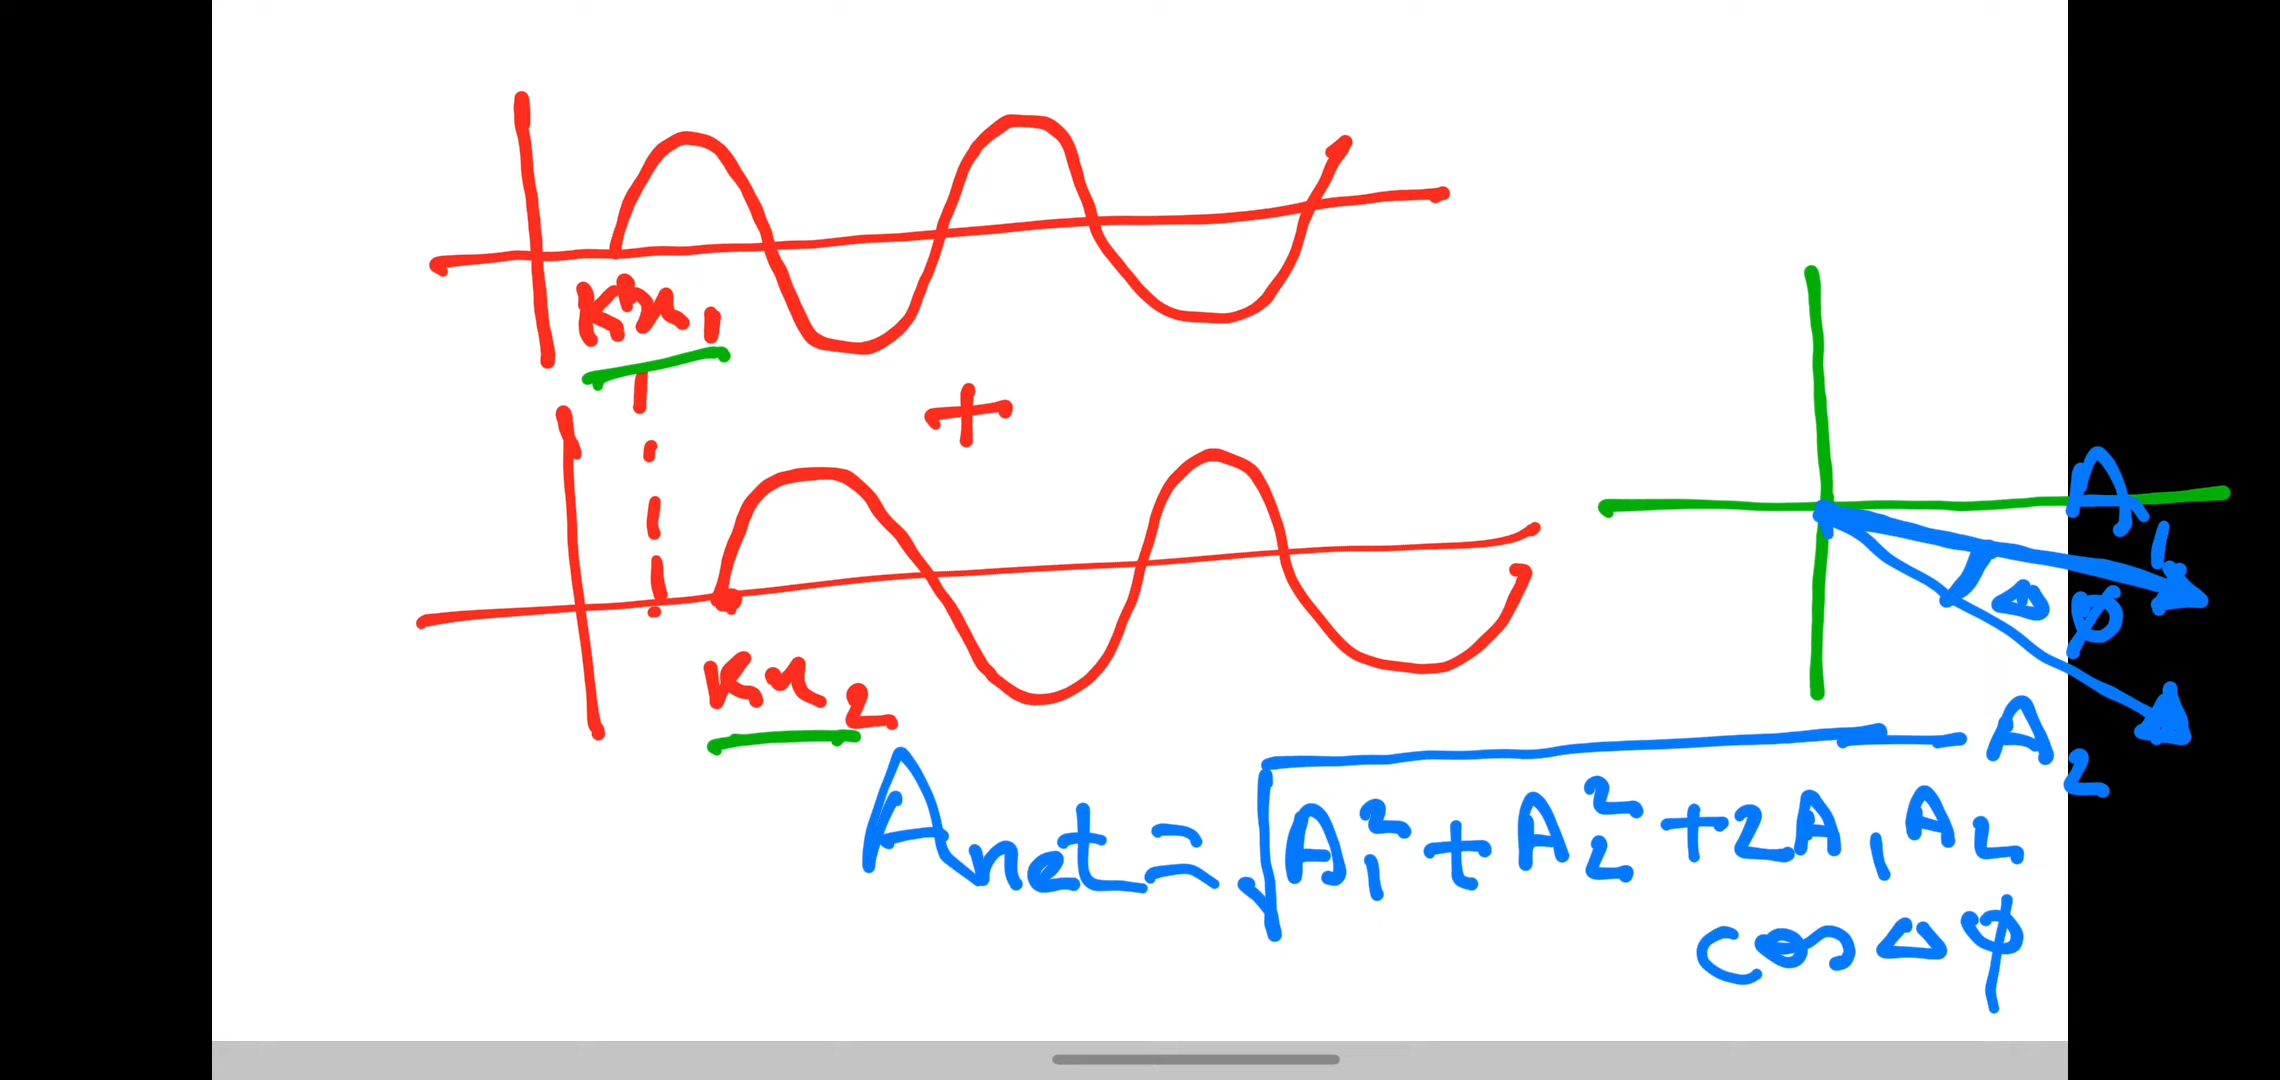 Kx₁
+
Kx₂
A₁
Δφ
A₂
Anet = √A₁² + A₂² + 2A₁A₂
cos Δφ